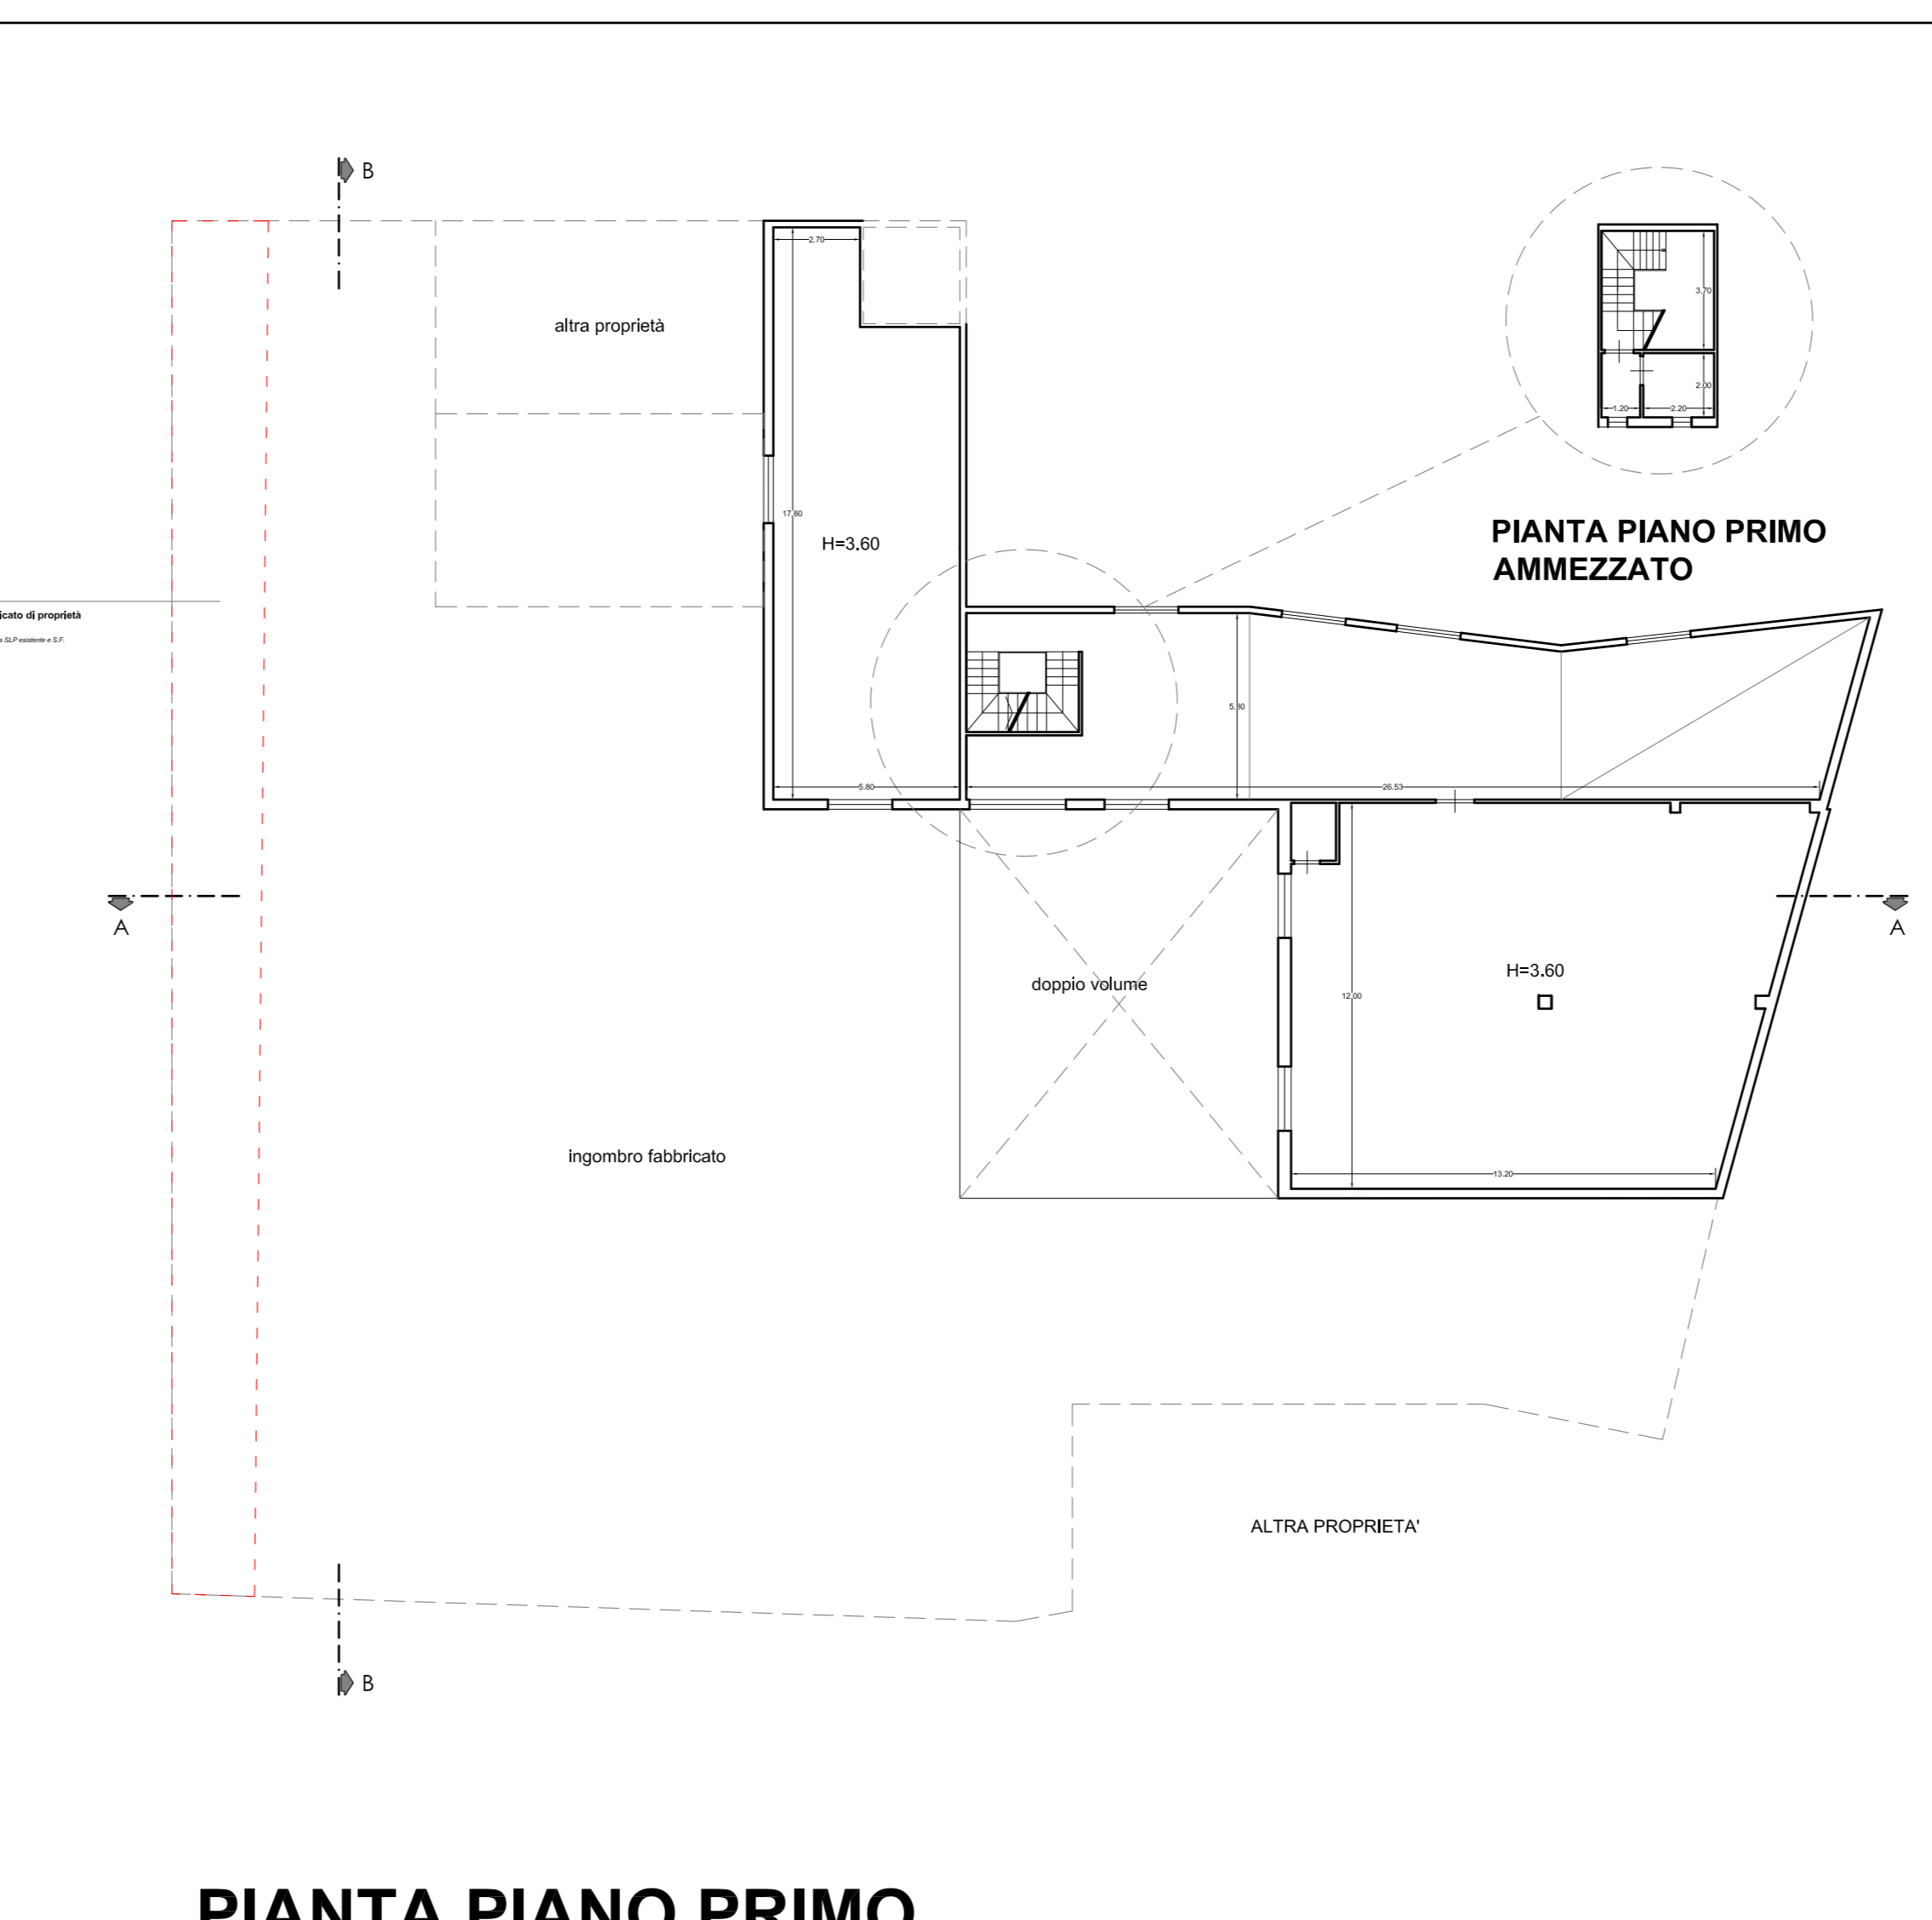 B
2.70
altra proprietà
3.70
2.00
1.20
2.20
17.80
H=3.60
PIANTA PIANO PRIMO
AMMEZZATO
icato di proprietà
a SLP esistente e S.F.
5.80
5.80
26.53
A
A
H=3.60
doppio volume
12.00
ingombro fabbricato
13.20
ALTRA PROPRIETA'
B
PIANTA PIANO PRIMO